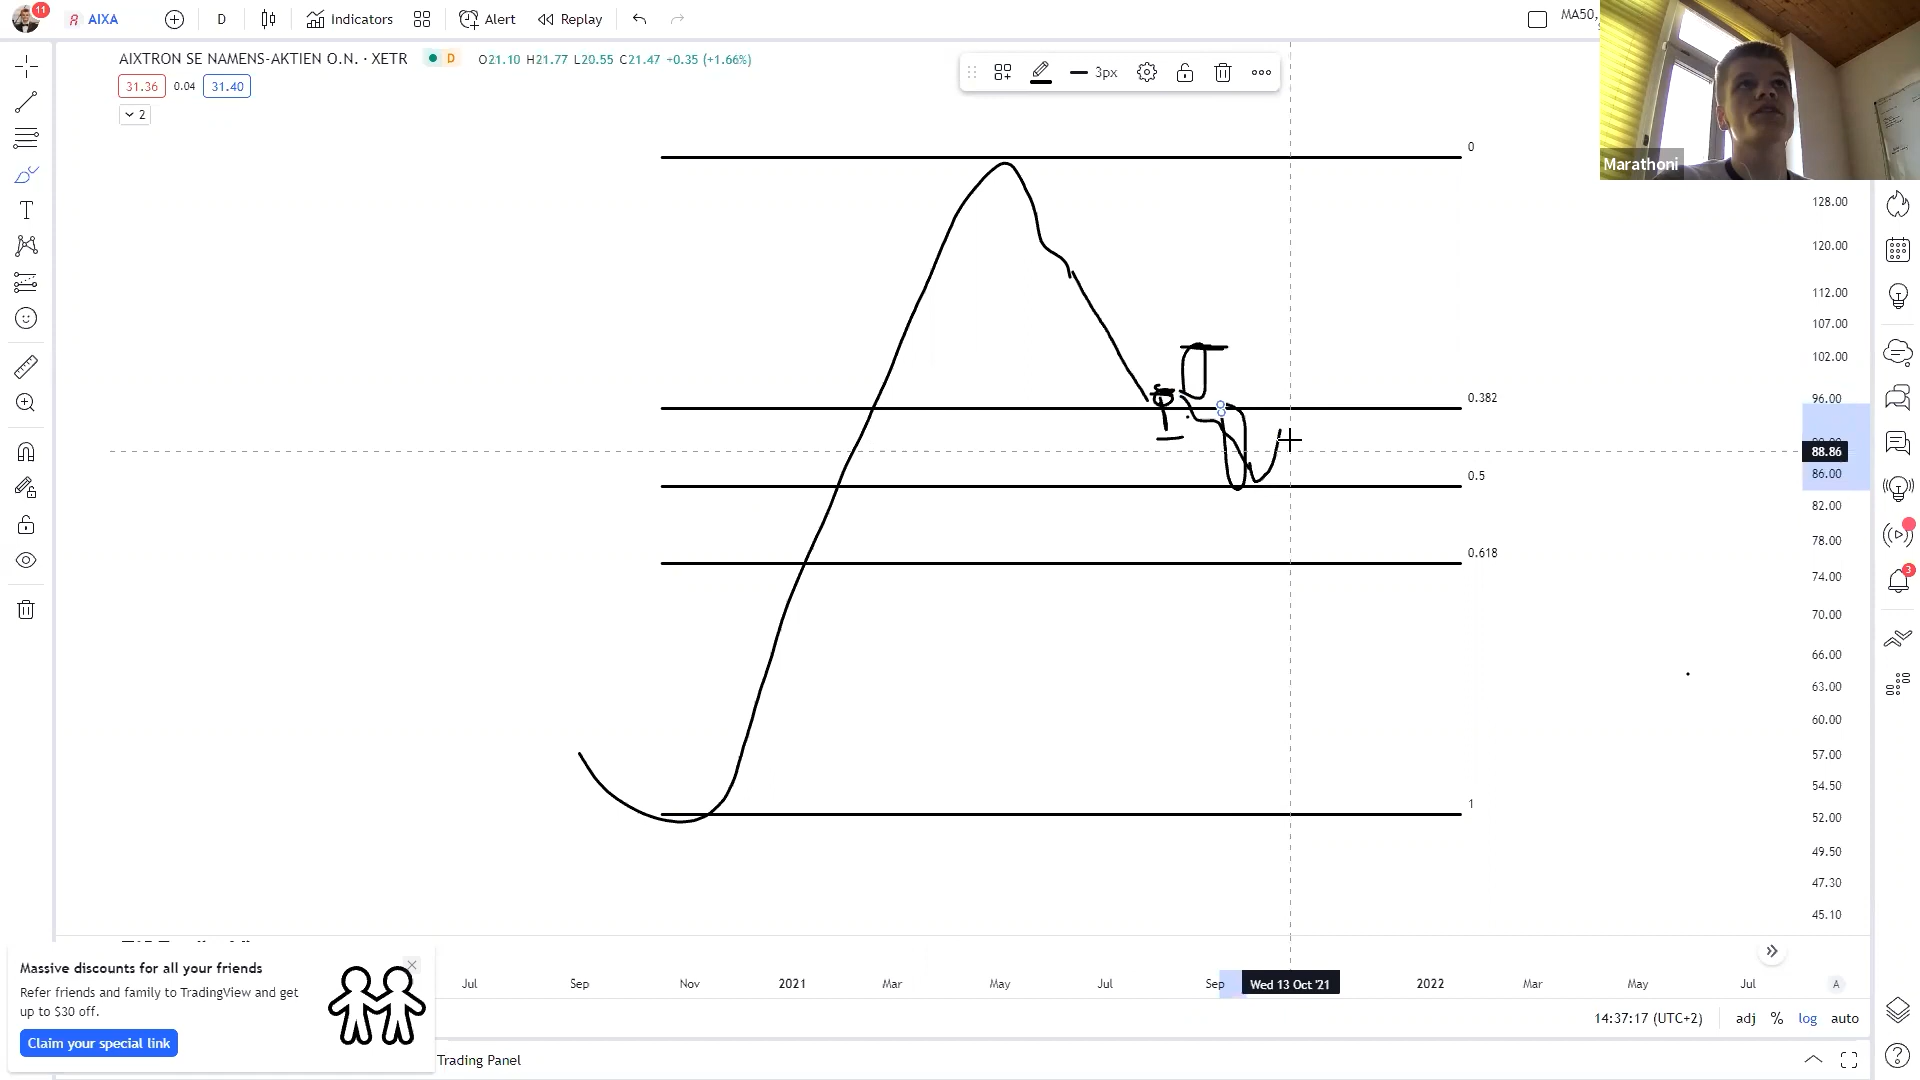 11
AIXA
D
Indicators
Alert
Replay
MA50,
AIXTRON SE NAMENS-AKTIEN O.N. · XETR
D
O21.10 H21.77 L20.55 C21.47 +0.35 (+1.66%)
31.36
0.04
31.40
2
3px
Marathoni
0
0.382
0.5
0.618
1
128.00
120.00
112.00
107.00
102.00
96.00
88.86
86.00
82.00
78.00
74.00
70.00
66.00
63.00
60.00
57.00
54.50
52.00
49.50
47.30
45.10
3
Massive discounts for all your friends
Refer friends and family to TradingView and get
up to $30 off.
Claim your special link
Jul
Sep
Nov
2021
Mar
May
Jul
Sep
Wed 13 Oct '21
2022
Mar
May
Jul
A
14:37:17 (UTC+2)
adj
%
log
auto
Trading Panel